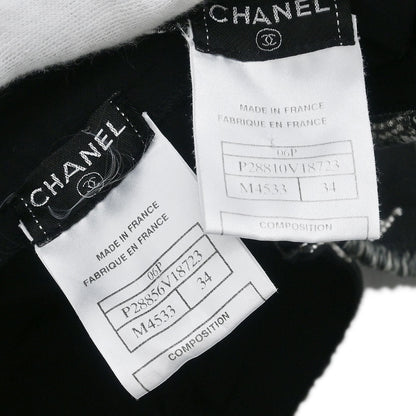 CHANEL
MADE IN FRANCE
FABRIQUE EN FRANCE
06P
P28810V18723
M4533 34
COMPOSITION
CHANEL
MADE IN FRANCE
FABRIQUE EN FRANCE
06P
P28856V18723
M4533 34
COMPOSITION